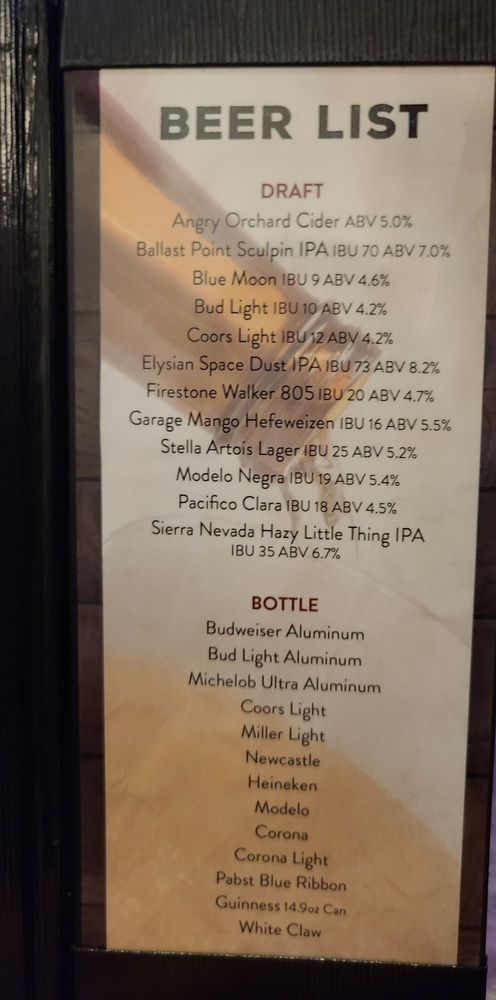 BEER LIST
DRAFT
Angry Orchard Cider ABV 5.0%
Ballast Point Sculpin IPA IBU 70 ABV 7.0%
Blue Moon IBU 9 ABV 4.6%
Bud Light IBU 10 ABV 4.2%
Coors Light IBU 12 ABV 4.2%
Elysian Space Dust IPA IBU 73 ABV 8.2%
Firestone Walker 805 IBU 20 ABV 4.7%
Garage Mango Hefeweizen IBU 16 ABV 5.5%
Stella Artois Lager IBU 25 ABV 5.2%
Modelo Negra IBU 19 ABV 5.4%
Pacifico Clara IBU 18 ABV 4.5%
Sierra Nevada Hazy Little Thing IPA
IBU 35 ABV 6.7%
BOTTLE
Budweiser Aluminum
Bud Light Aluminum
Michelob Ultra Aluminum
Coors Light
Miller Light
Newcastle
Heineken
Modelo
Corona
Corona Light
Pabst Blue Ribbon
Guinness 14.9oz Can
White Claw